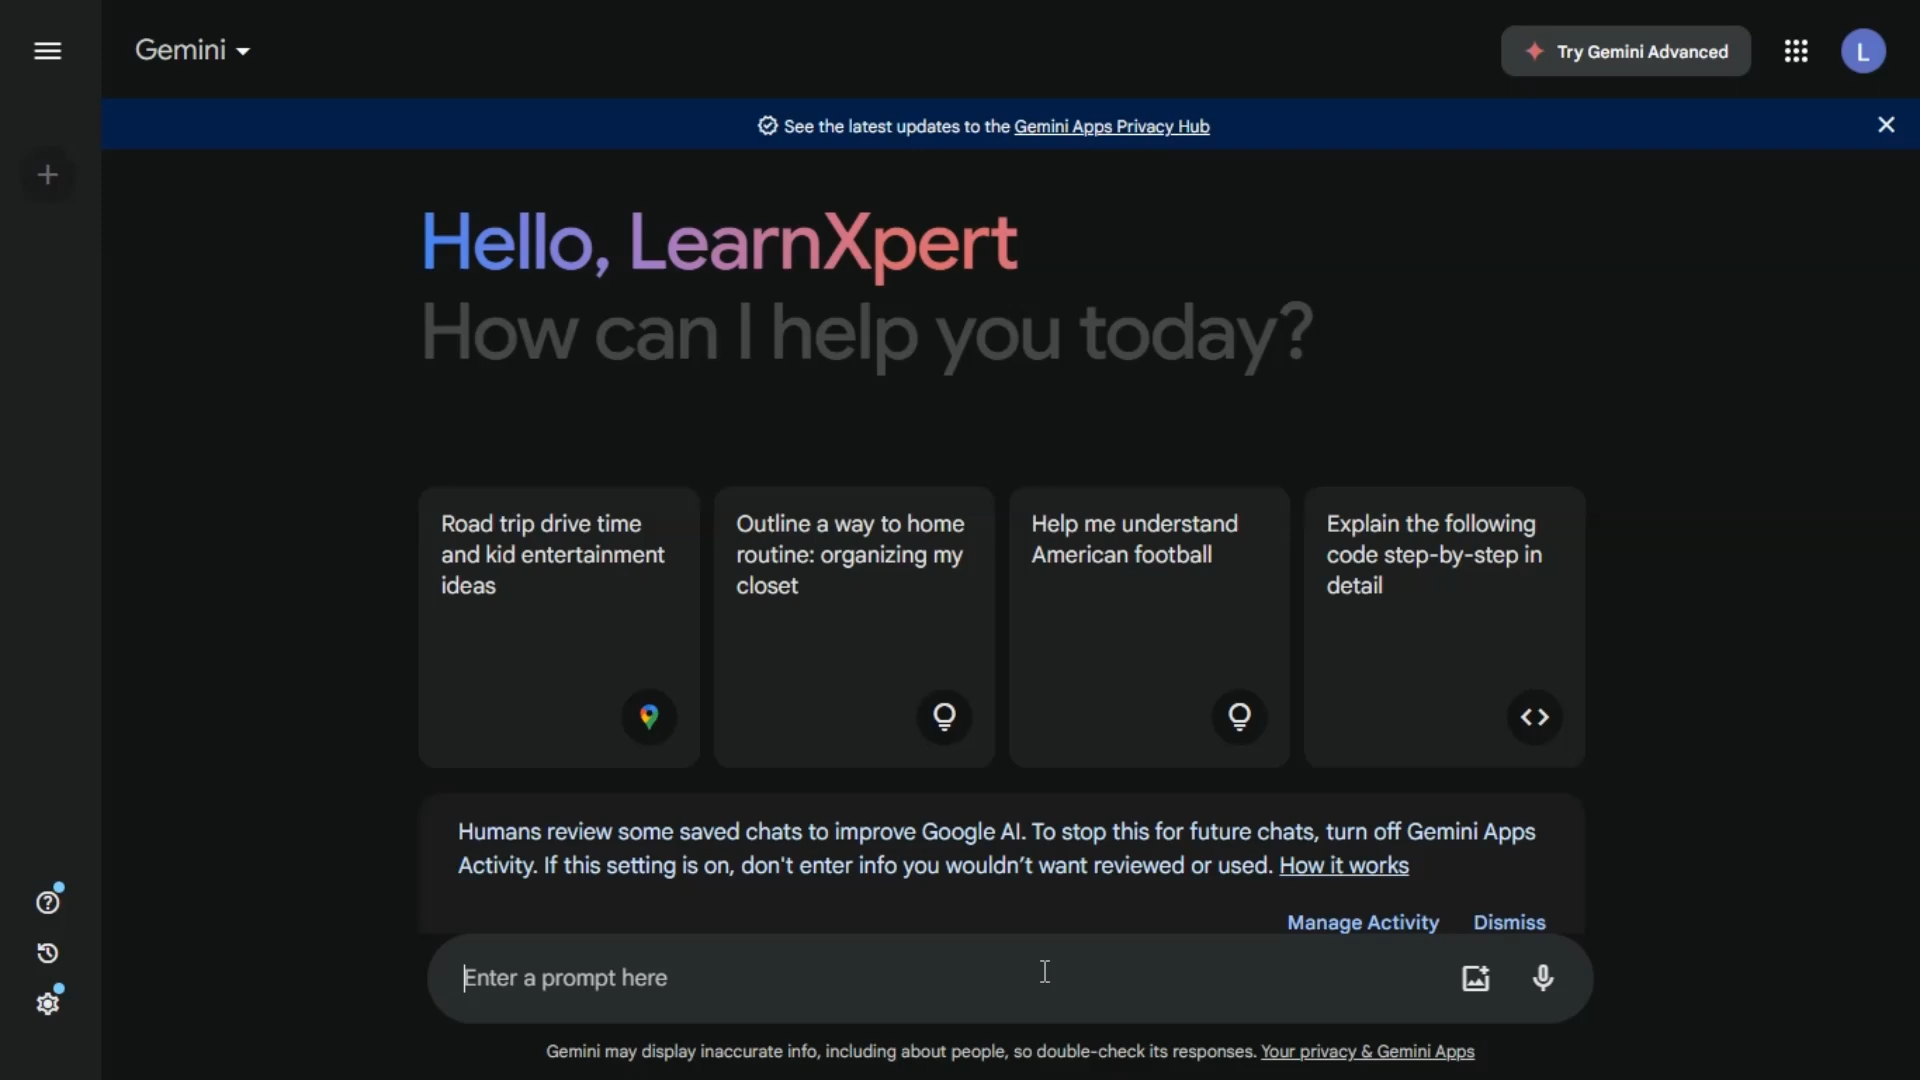 Gemini
Try Gemini Advanced
L
See the latest updates to the Gemini Apps Privacy Hub
Hello, LearnXpert
How can I help you today?
Road trip drive time
and kid entertainment
ideas
Outline a way to home
routine: organizing my
closet
Help me understand
American football
Explain the following
code step-by-step in
detail
Humans review some saved chats to improve Google AI. To stop this for future chats, turn off Gemini Apps
Activity. If this setting is on, don't enter info you wouldn’t want reviewed or used. How it works
Manage Activity Dismiss
Enter a prompt here
Gemini may display inaccurate info, including about people, so double-check its responses. Your privacy & Gemini Apps